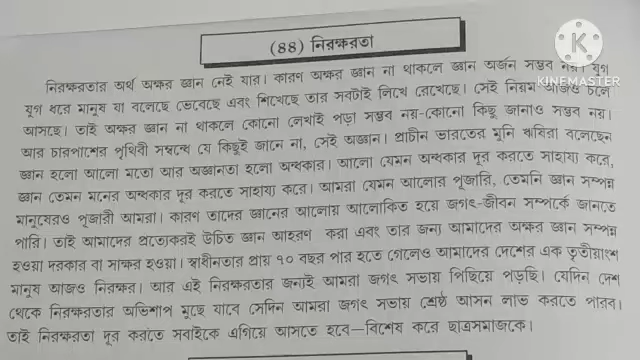 (88) নিরক্ষরতা
নিরক্ষরতার অর্থ অক্ষর জ্ঞান নেই যার। কারণ অক্ষর জ্ঞান না থাকলে জ্ঞান অর্জন সম্ভব নয়। যুগ
যুগ ধরে মানুষ যা বলেছে ভেবেছে এবং শিখেছে তার সবটাই লিখে রেখেছে। সেই নিয়ম আজও চলে
আসছে। তাই অক্ষর জ্ঞান না থাকলে কোনো লেখাই পড়া সম্ভব নয়-কোনো কিছু জানাও সম্ভব নয়।
আর চারপাশের পৃথিবী সম্বন্ধে যে কিছুই জানে না, সেই অজ্ঞান। প্রাচীন ভারতের মুনি ঋষিরা বলেছেন
জ্ঞান হলো আলো মতো আর অজ্ঞানতা হলো অন্ধকার। আলো যেমন অন্ধকার দূর করতে সাহায্য করে,
জ্ঞান তেমন মনের অন্ধকার দূর করতে সাহায্য করে। আমরা যেমন আলোর পূজারি, তেমনি জ্ঞান সম্পন্ন
মানুষেরও পূজারী আমরা। কারণ তাদের জ্ঞানের আলোয় আলোকিত হয়ে জগৎ-জীবন সম্পর্কে জানতে
পারি। তাই আমাদের প্রত্যেকরই উচিত জ্ঞান আহরণ করা এবং তার জন্য আমাদের অক্ষর জ্ঞান সম্পন্ন
হওয়া দরকার বা সাক্ষর হওয়া। স্বাধীনতার প্রায় ৭০ বছর পার হতে গেলেও আমাদের দেশের এক তৃতীয়াংশ
মানুষ আজও নিরক্ষর। আর এই নিরক্ষরতার জন্যই আমরা জগৎ সভায় পিছিয়ে পড়ছি। যেদিন দেশ
থেকে নিরক্ষরতার অভিশাপ মুছে যাবে সেদিন আমরা জগৎ সভায় শ্রেষ্ঠ আসন লাভ করতে পারব।
তাই নিরক্ষরতা দূর করতে সবাইকে এগিয়ে আসতে হবে–বিশেষ করে ছাত্রসমাজকে।
KINEMASTER